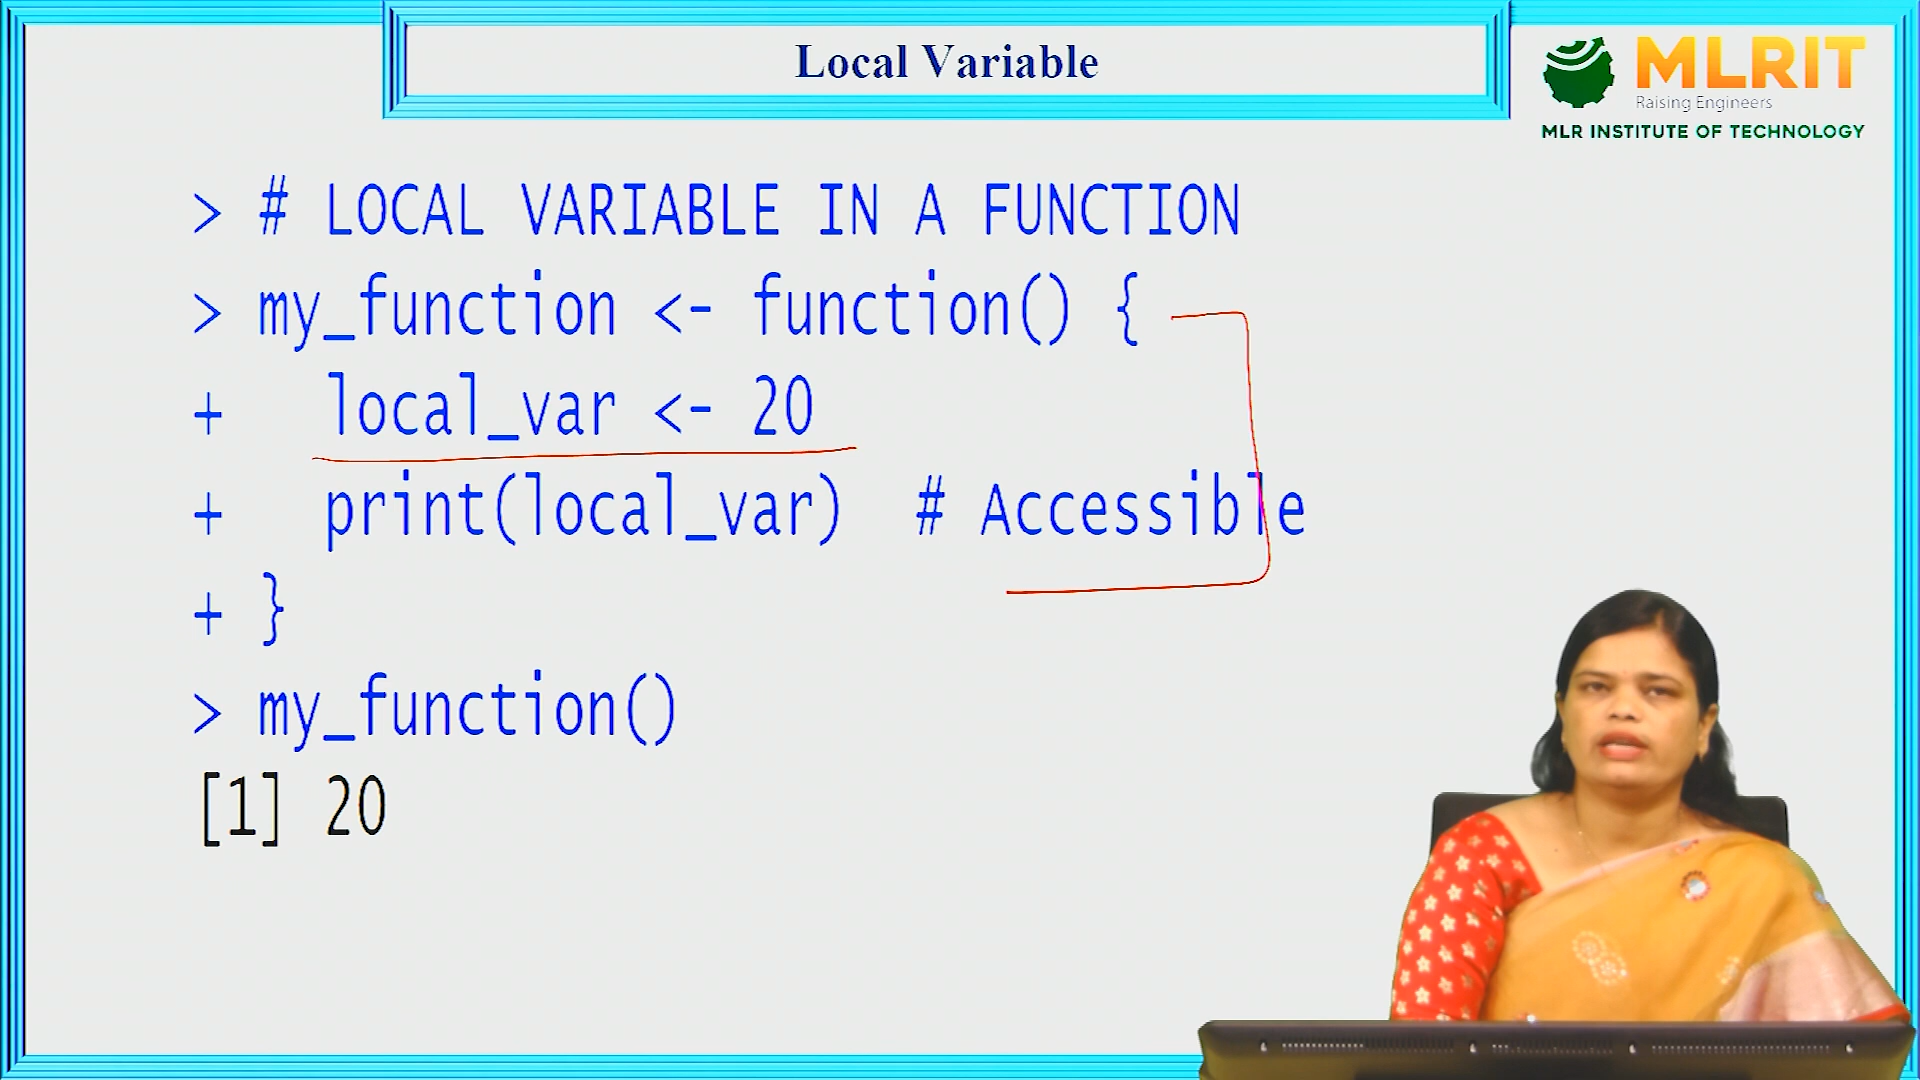 Local Variable
MLRIT
Raising Engineers
MLR INSTITUTE OF TECHNOLOGY
> # LOCAL VARIABLE IN A FUNCTION
> my_function <- function() {
+   local_var <- 20
+   print(local_var)  # Accessible
+ }
> my_function()
[1] 20